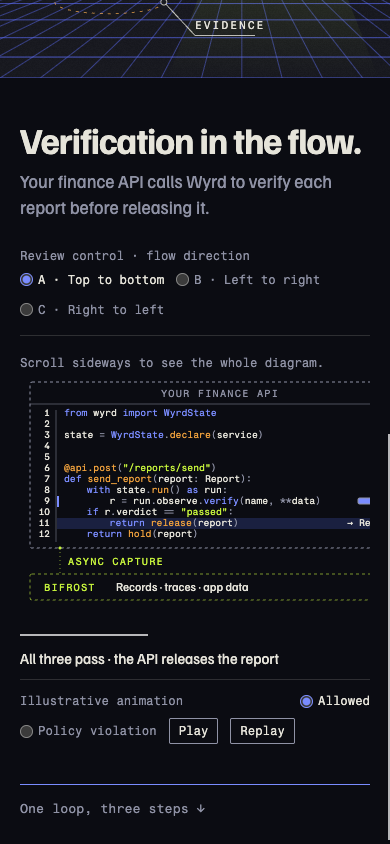 EVIDENCE
Verification in the flow.
Your finance API calls Wyrd to verify each
report before releasing it.
Review control · flow direction
A · Top to bottom B · Left to right
C · Right to left
Scroll sideways to see the whole diagram.
YOUR FINANCE API
1 from wyrd import WyrdState
2
3 state = WyrdState.declare(service)
4
5
6 @api.post("/reports/send")
7 def send_report(report: Report):
8 with state.run() as run:
9 r = run.observe.verify(name, **data)
10 if r.verdict == "passed":
11 return release(report) → Re
12 return hold(report)
ASYNC CAPTURE
BIFROST Records · traces · app data
All three pass · the API releases the report
Illustrative animation Allowed
Policy violation Play Replay
One loop, three steps ↓